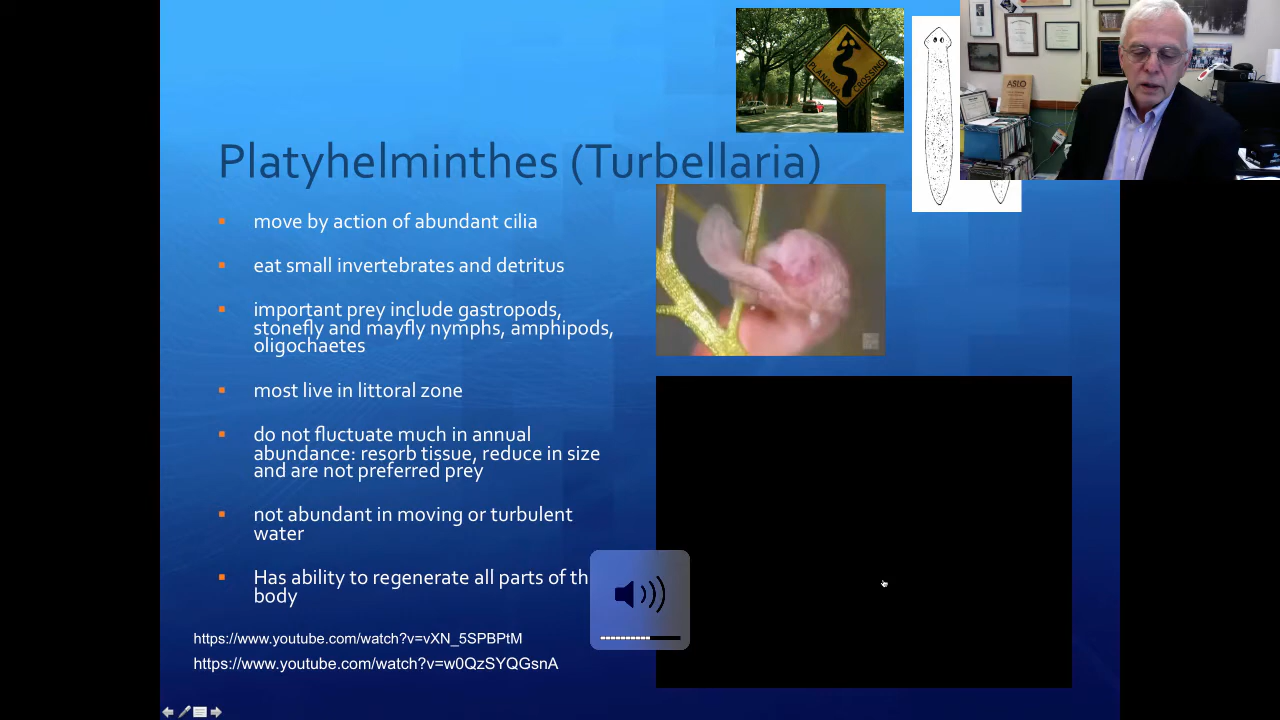 PLANARIA CROSSING
ASLO
Platyhelminthes (Turbellaria)
move by action of abundant cilia
eat small invertebrates and detritus
important prey include gastropods,
stonefly and mayfly nymphs, amphipods,
oligochaetes
most live in littoral zone
do not fluctuate much in annual
abundance: resorb tissue, reduce in size
and are not preferred prey
not abundant in moving or turbulent
water
Has ability to regenerate all parts of th
body
https://www.youtube.com/watch?v=vXN_5SPBPtM
https://www.youtube.com/watch?v=w0QzSYQGsnA